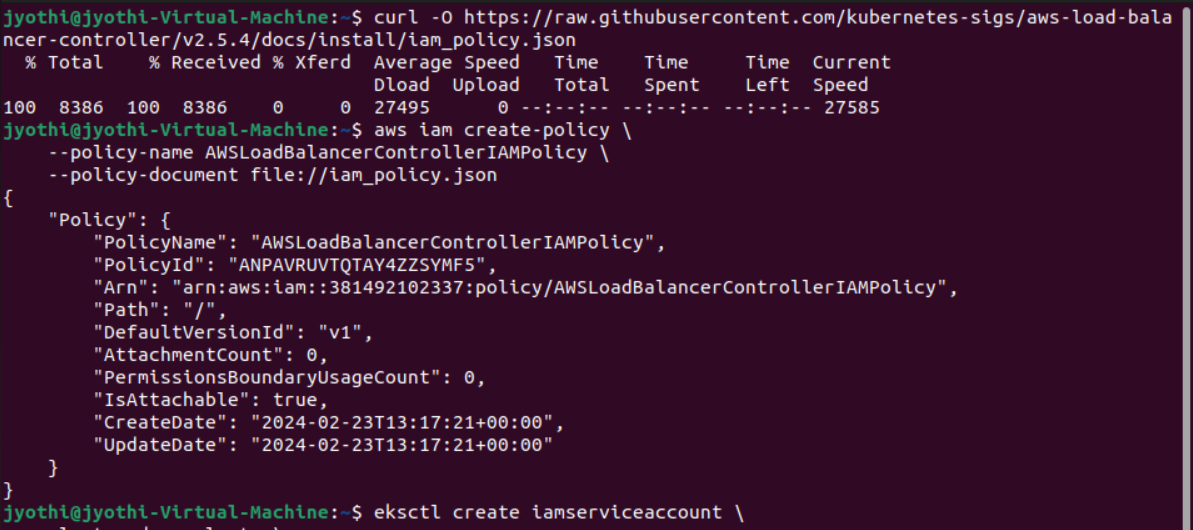 jyothi@jyothi-Virtual-Machine:~$ curl -O https://raw.githubusercontent.com/kubernetes-sigs/aws-load-bala
ncer-controller/v2.5.4/docs/install/iam_policy.json
  % Total    % Received % Xferd  Average Speed   Time    Time     Time  Current
                                 Dload  Upload   Total   Spent    Left  Speed
100  8386  100  8386    0     0  27495      0 --:--:-- --:--:-- --:--:-- 27585
jyothi@jyothi-Virtual-Machine:~$ aws iam create-policy \
    --policy-name AWSLoadBalancerControllerIAMPolicy \
    --policy-document file://iam_policy.json
{
    "Policy": {
        "PolicyName": "AWSLoadBalancerControllerIAMPolicy",
        "PolicyId": "ANPAVRUVTQTAY4ZZSYMF5",
        "Arn": "arn:aws:iam::381492102337:policy/AWSLoadBalancerControllerIAMPolicy",
        "Path": "/",
        "DefaultVersionId": "v1",
        "AttachmentCount": 0,
        "PermissionsBoundaryUsageCount": 0,
        "IsAttachable": true,
        "CreateDate": "2024-02-23T13:17:21+00:00",
        "UpdateDate": "2024-02-23T13:17:21+00:00"
    }
}
jyothi@jyothi-Virtual-Machine:~$ eksctl create iamserviceaccount \